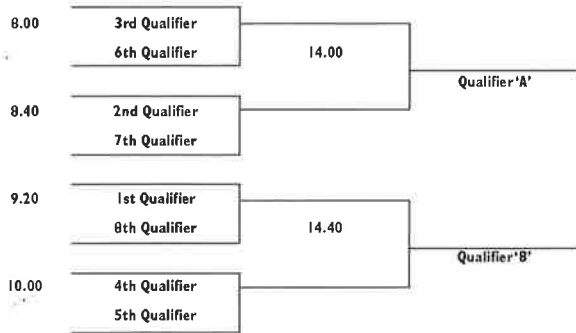 8.00 3rd Qualifier
6th Qualifier
14.00
Qualifier 'A'
8.40 2nd Qualifier
7th Qualifier
9.20 1st Qualifier
8th Qualifier
14.40
Qualifier 'B'
10.00 4th Qualifier
5th Qualifier